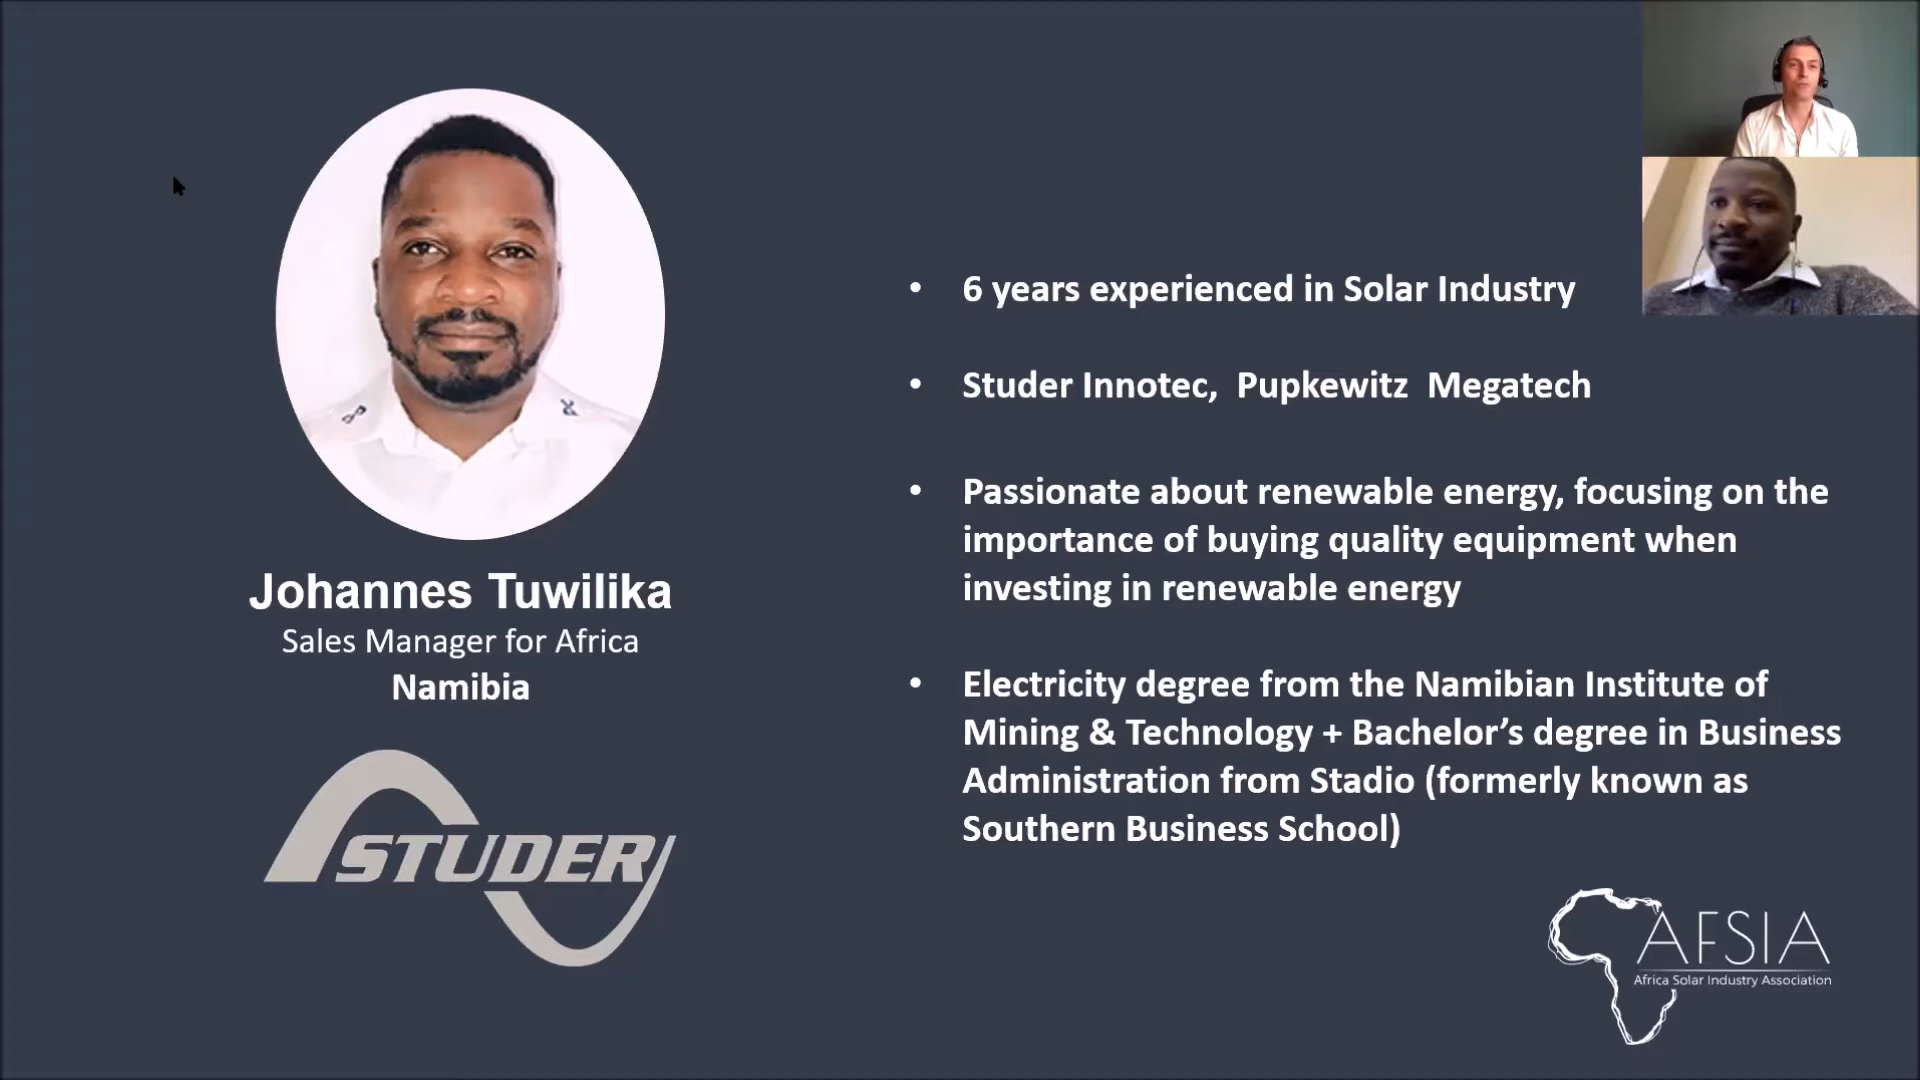 Johannes Tuwilika
Sales Manager for Africa
Namibia
STUDER
• 6 years experienced in Solar Industry
• Studer Innotec, Pupkewitz Megatech
• Passionate about renewable energy, focusing on the
importance of buying quality equipment when
investing in renewable energy
• Electricity degree from the Namibian Institute of
Mining & Technology + Bachelor’s degree in Business
Administration from Stadio (formerly known as
Southern Business School)
AFSIA
Africa Solar Industry Association